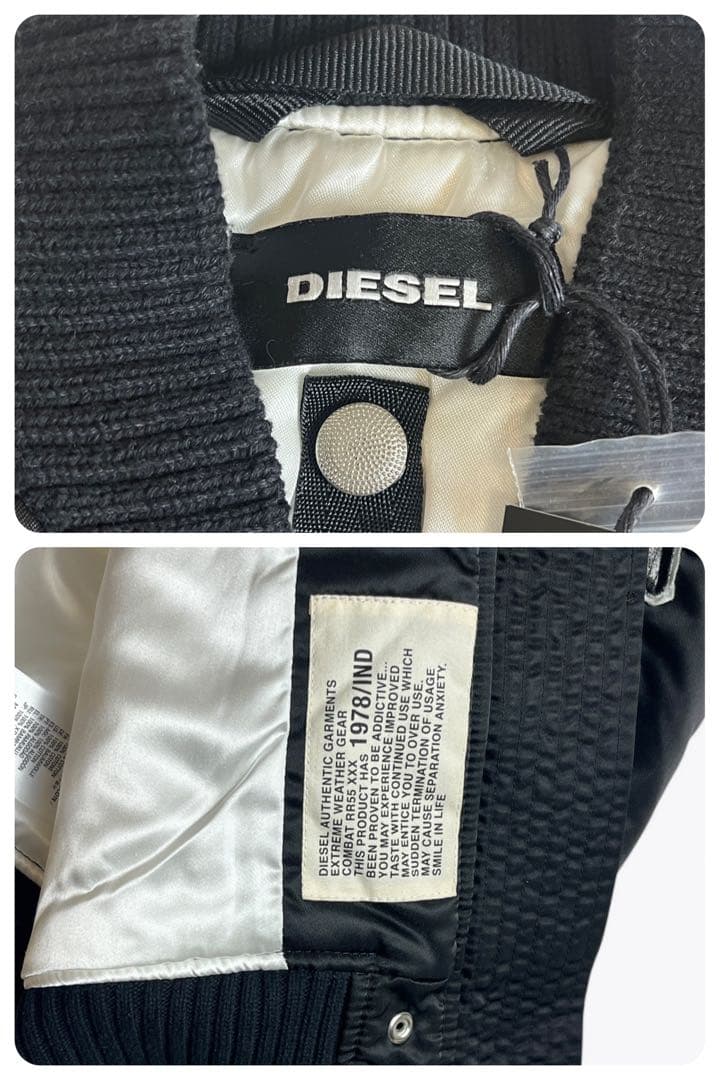 DIESEL
DIESEL AUTHENTIC GARMENTS
EXTREME WEATHER GEAR
COMBAT RR55 XXX 1978/IND
THIS PRODUCT HAS
BEEN PROVEN TO BE ADDICTIVE...
YOU MAY EXPERIENCE IMPROVED
TASTE WITH CONTINUED USE WHICH
MAY ENTICE YOU TO OVER USE.
SUDDEN TERMINATION OF USAGE
MAY CAUSE SEPARATION ANXIETY.
SMILE IN LIFE